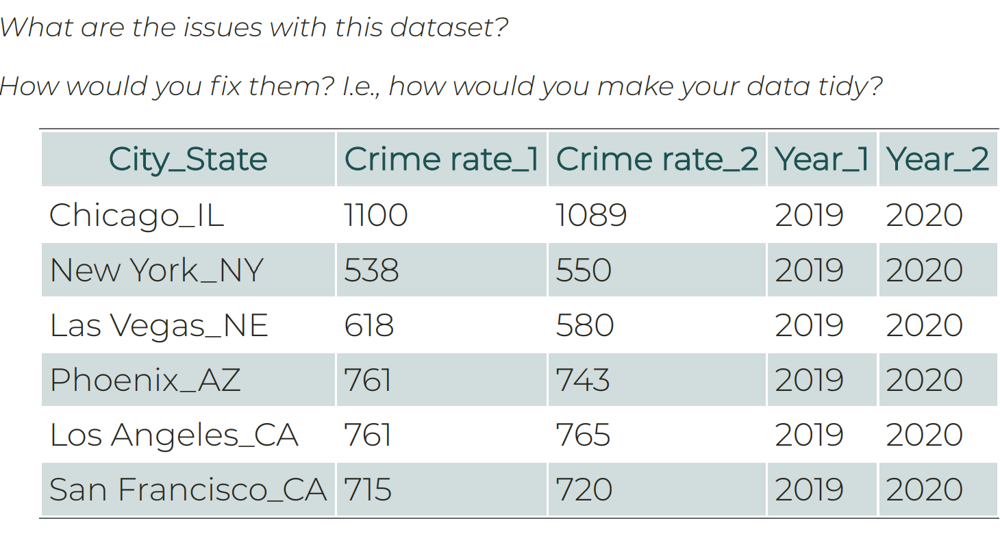 What are the issues with this dataset?
How would you fix them? I.e., how would you make your data tidy?
City_State Crime rate_1 Crime rate_2 Year_1 Year_2
Chicago_IL 1100 1089 2019 2020
New York_NY 538 550 2019 2020
Las Vegas_NE 618 580 2019 2020
Phoenix_AZ 761 743 2019 2020
Los Angeles_CA 761 765 2019 2020
San Francisco_CA 715 720 2019 2020